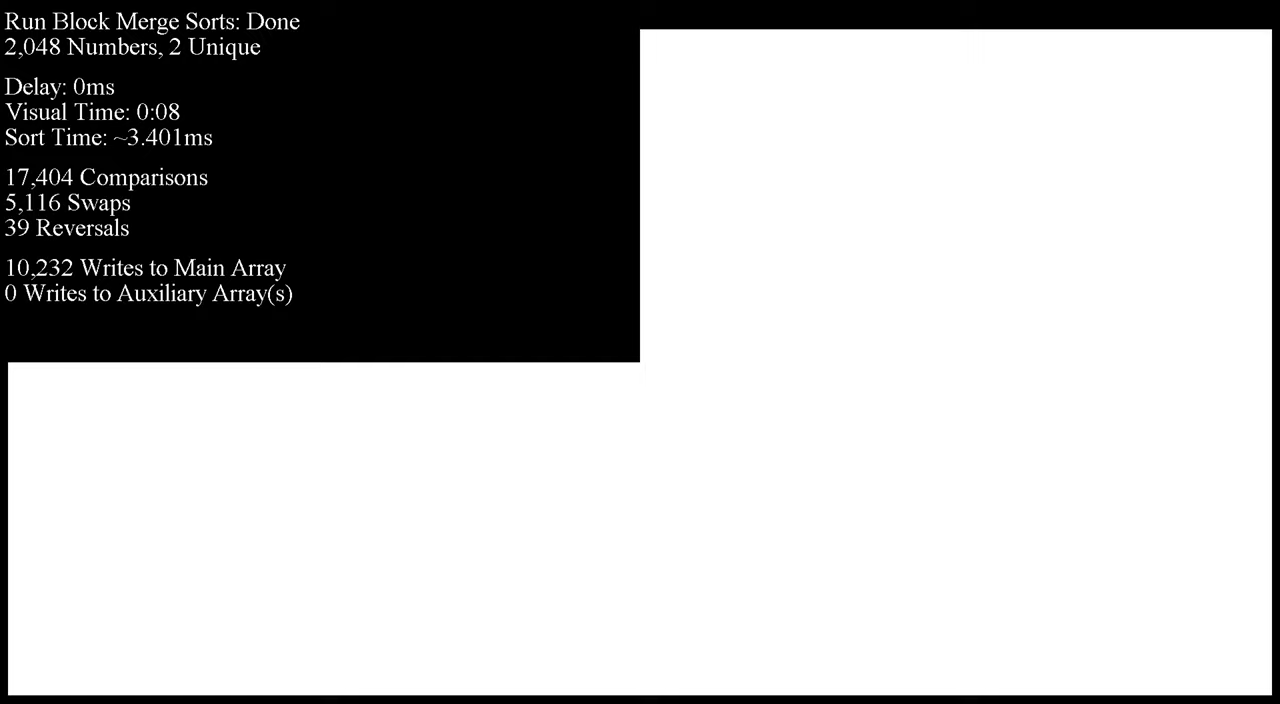 Run Block Merge Sorts: Done
2,048 Numbers, 2 Unique
Delay: 0ms
Visual Time: 0:08
Sort Time: ~3.401ms
17,404 Comparisons
5,116 Swaps
39 Reversals
10,232 Writes to Main Array
0 Writes to Auxiliary Array(s)